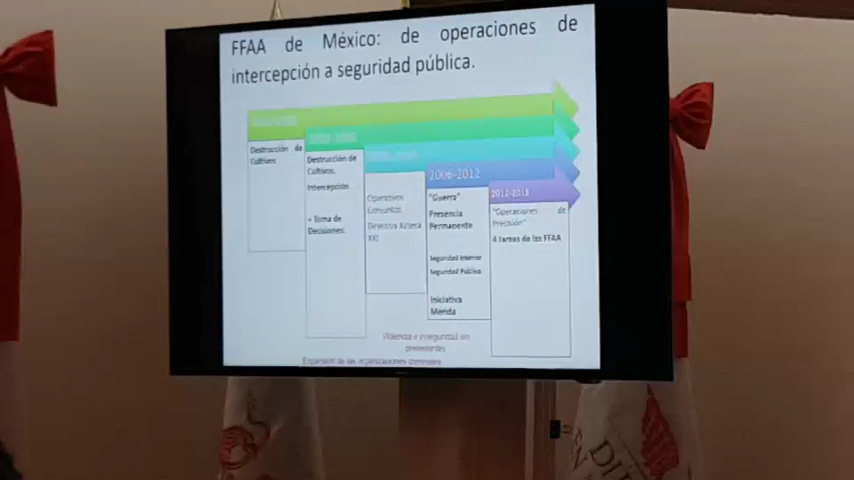 FFAA de México: de operaciones de
intercepción a seguridad pública.
Destrucción de
Cultivos
Destrucción de
Cultivos.
Intercepción
+ Toma de
Decisiones.
Operativos
Conjuntos
Directiva Azteca
XXI
2006-2012
"Guerra"
Presencia
Permanente
Seguridad Interior
Seguridad Pública
Iniciativa
Mérida
2012-2018
"Operaciones de
Precisión"
4 Tareas de las FFAA
Violencia e inseguridad sin
precedentes
Expansión de las organizaciones criminales